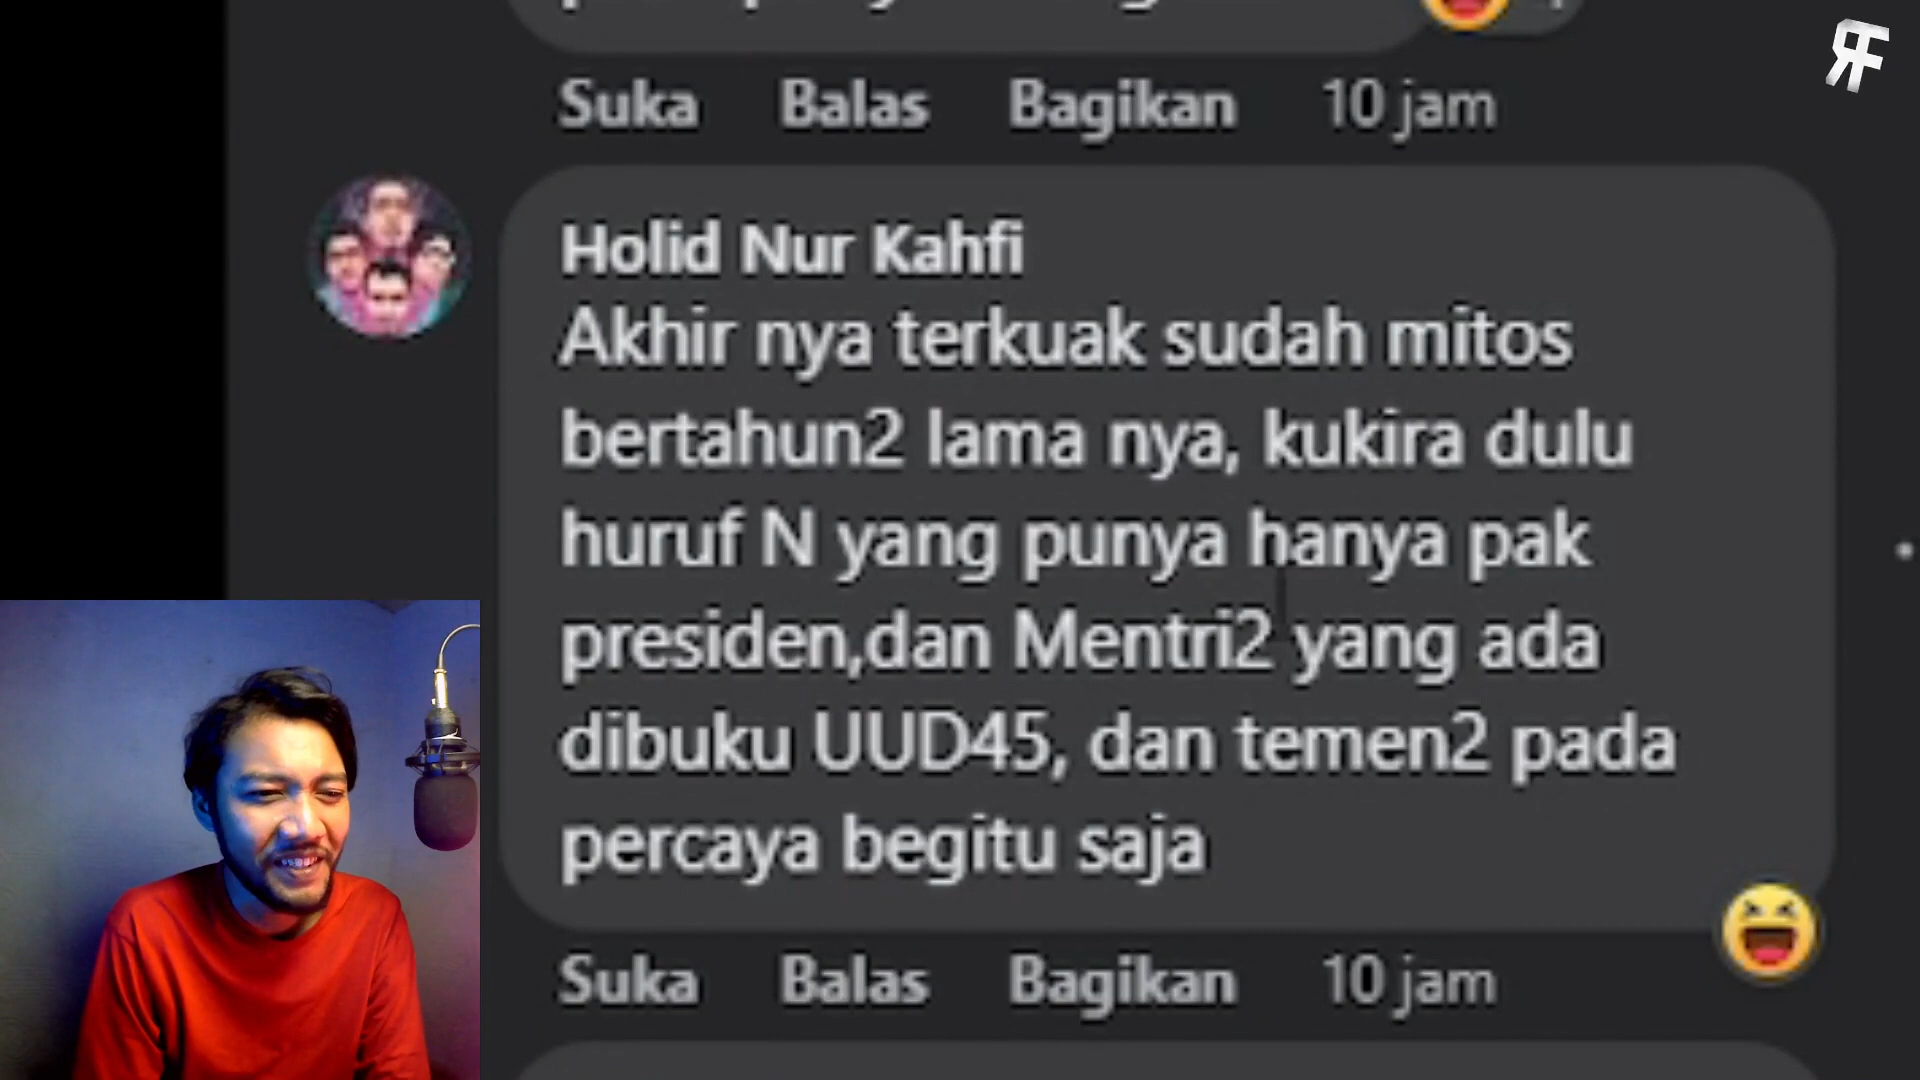 Suka Balas Bagikan 10 jam
Holid Nur Kahfi
Akhir nya terkuak sudah mitos
bertahun2 lama nya, kukira dulu
huruf N yang punya hanya pak
presiden,dan Mentri2 yang ada
dibuku UUD45, dan temen2 pada
percaya begitu saja
Suka Balas Bagikan 10 jam